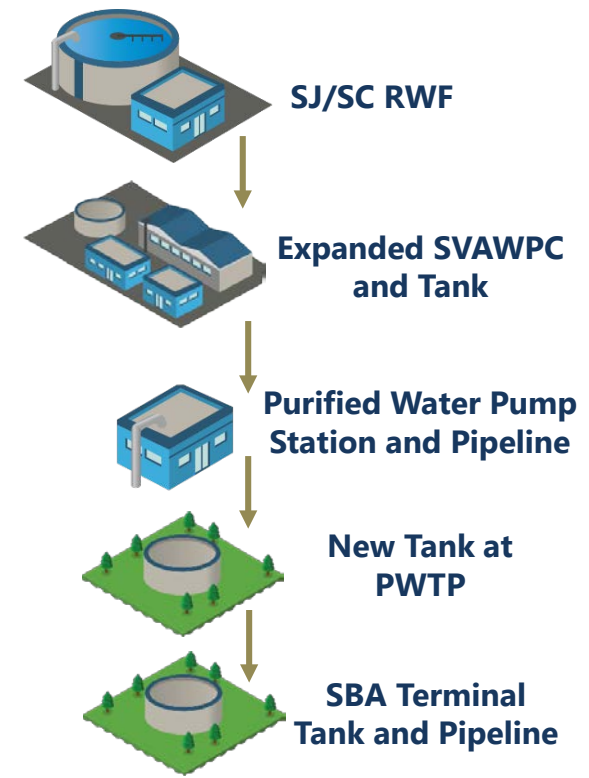 SJ/SC RWF
Expanded SVAWPC
and Tank
Purified Water Pump
Station and Pipeline
New Tank at
PWTP
SBA Terminal
Tank and Pipeline